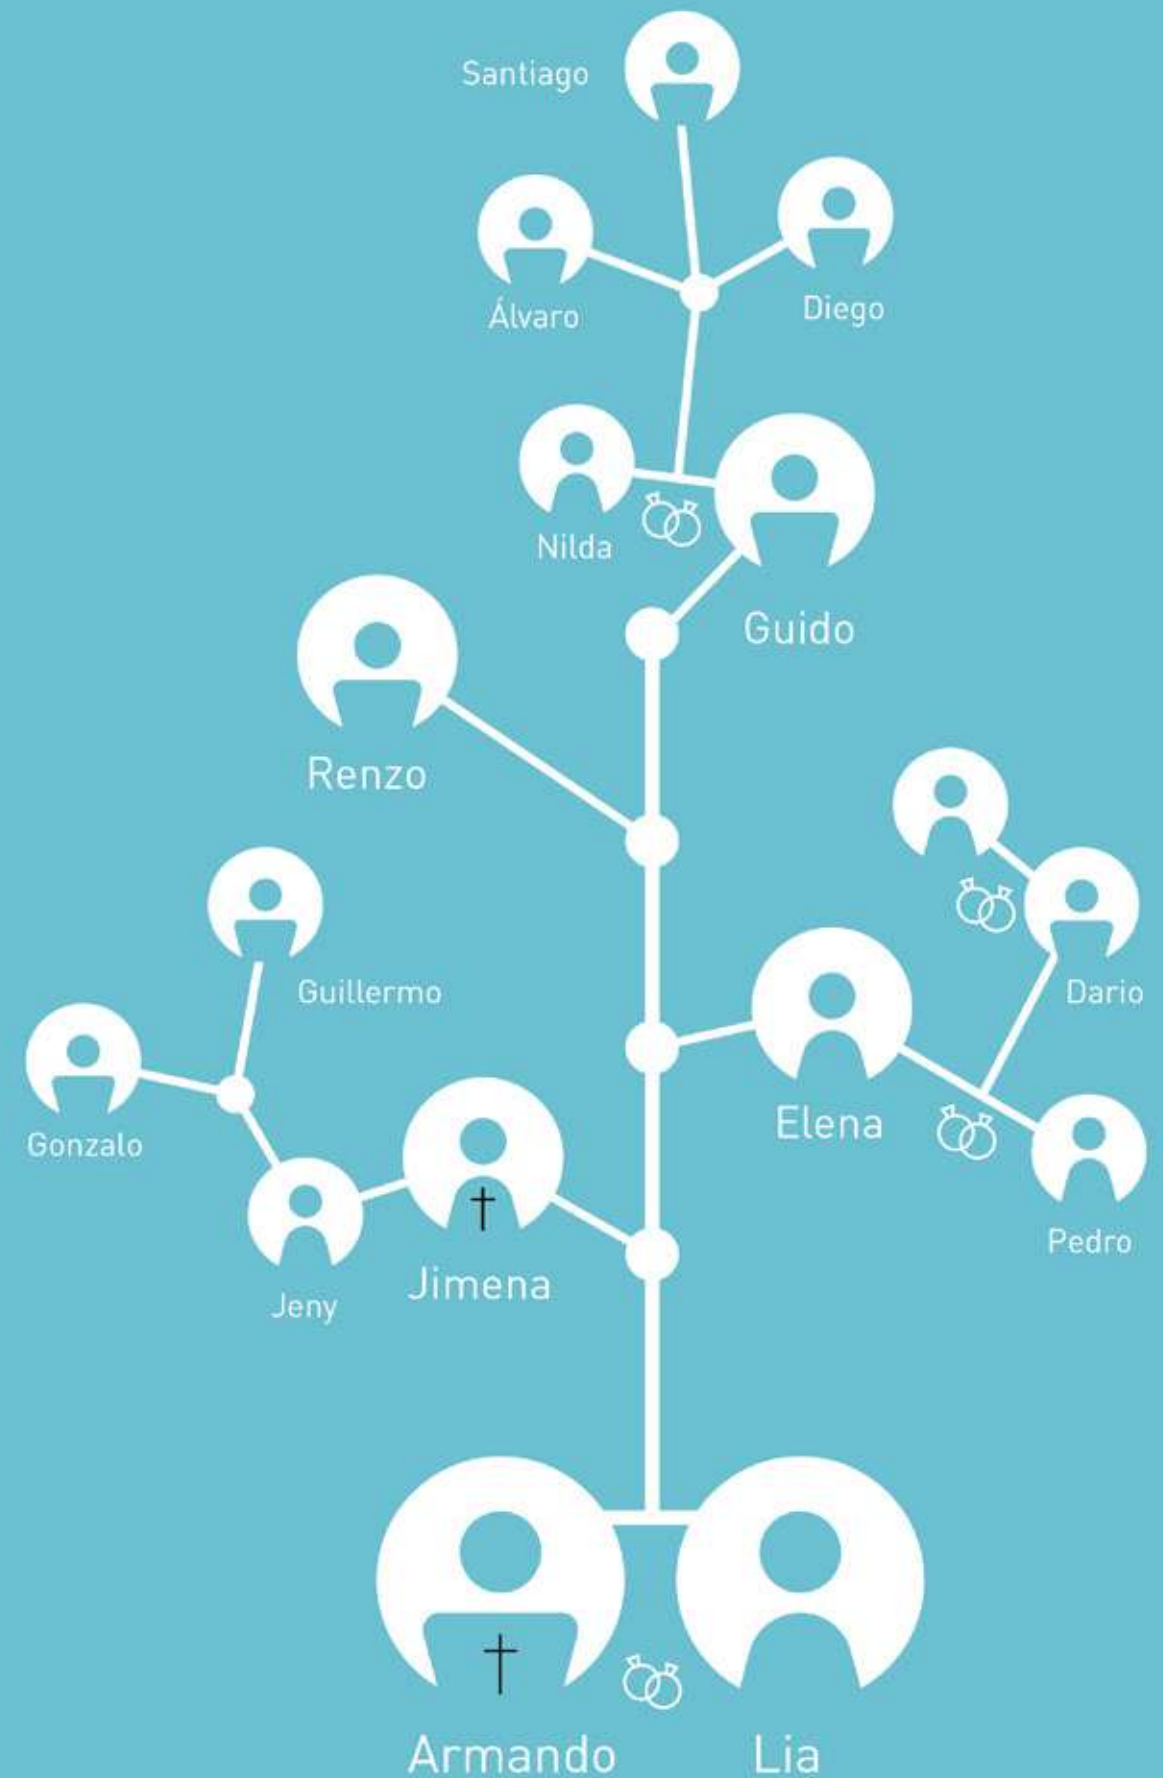 Santiago
Álvaro
Diego
Nilda
Guido
Renzo
Guillermo
Dario
Gonzalo
Elena
Pedro
Jimena
Jeny
Armando
Lia